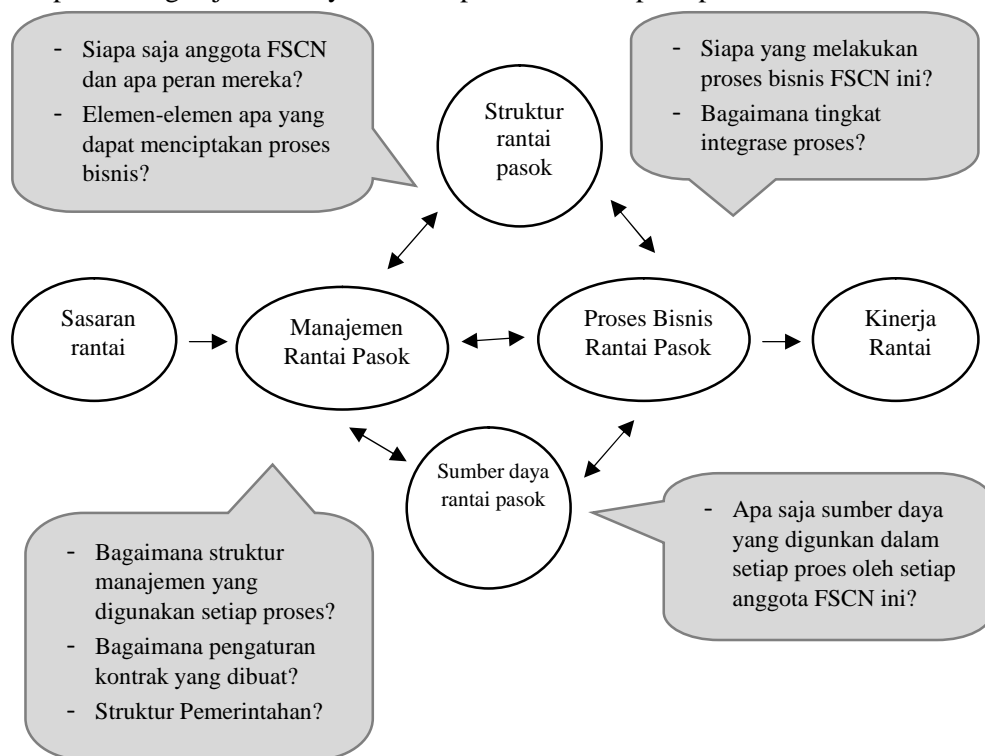 - Siapa saja anggota FSCN
dan apa peran mereka?
- Elemen-elemen apa yang
dapat menciptakan proses
bisnis?
Struktur
rantai
pasok
- Siapa yang melakukan
proses bisnis FSCN ini?
- Bagaimana tingkat
integrase proses?
Sasaran
rantai
Manajemen
Rantai Pasok
Proses Bisnis
Rantai Pasok
Kinerja
Rantai
Sumber daya
rantai pasok
- Bagaimana struktur
manajemen yang
digunakan setiap proses?
- Bagaimana pengaturan
kontrak yang dibuat?
- Struktur Pemerintahan?
- Apa saja sumber daya
yang digunkan dalam
setiap proes oleh setiap
anggota FSCN ini?